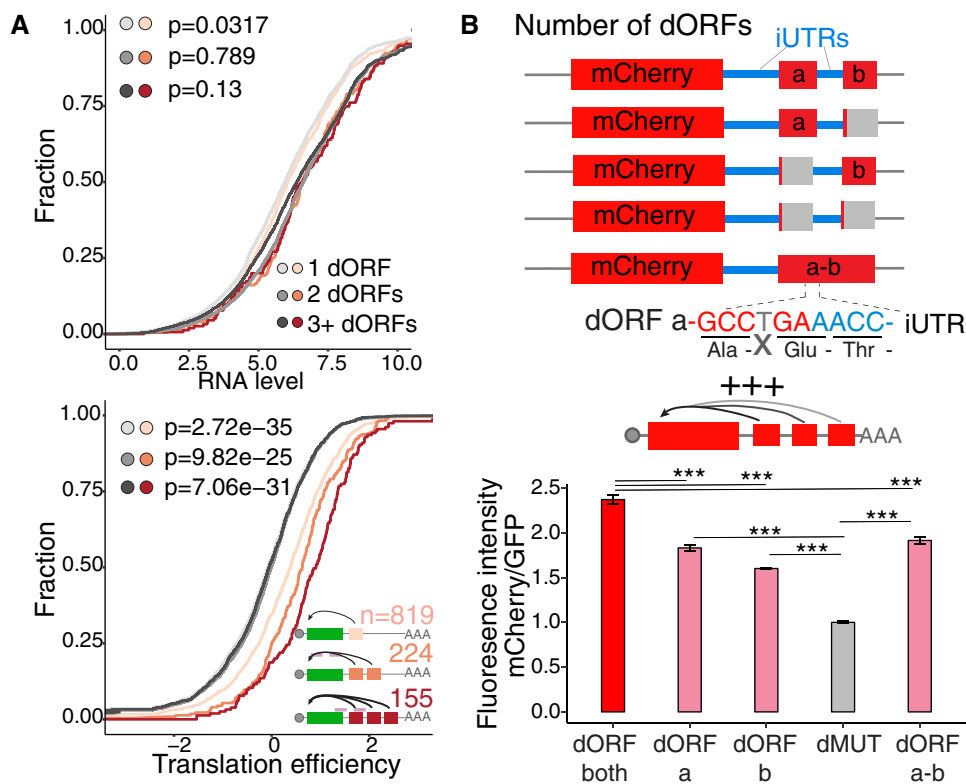 A
p=0.0317
p=0.789
p=0.13
Fraction
1.00
0.75
0.50
0.25
0.00
1 dORF
2 dORFs
3+ dORFs
0.0 2.5 5.0 7.5 10.0
RNA level
p=2.72e−35
p=9.82e−25
p=7.06e−31
Fraction
1.00
0.75
0.50
0.25
0.00
n=819
AAA
224
AAA
155
AAA
−2 0 2
Translation efficiency
B
Number of dORFs
iUTRs
mCherry a b
mCherry a
mCherry b
mCherry
mCherry a-b
dORF a-GCCTGAAACC- iUTR
Ala - X Glu - Thr -
+++
AAA
Fluoresence intensity
mCherry/GFP
2.5
2.0
1.5
1.0
0.5
0.0
***
***
***
***
***
***
dORF both
dORF a
dORF b
dMUT
dORF a-b